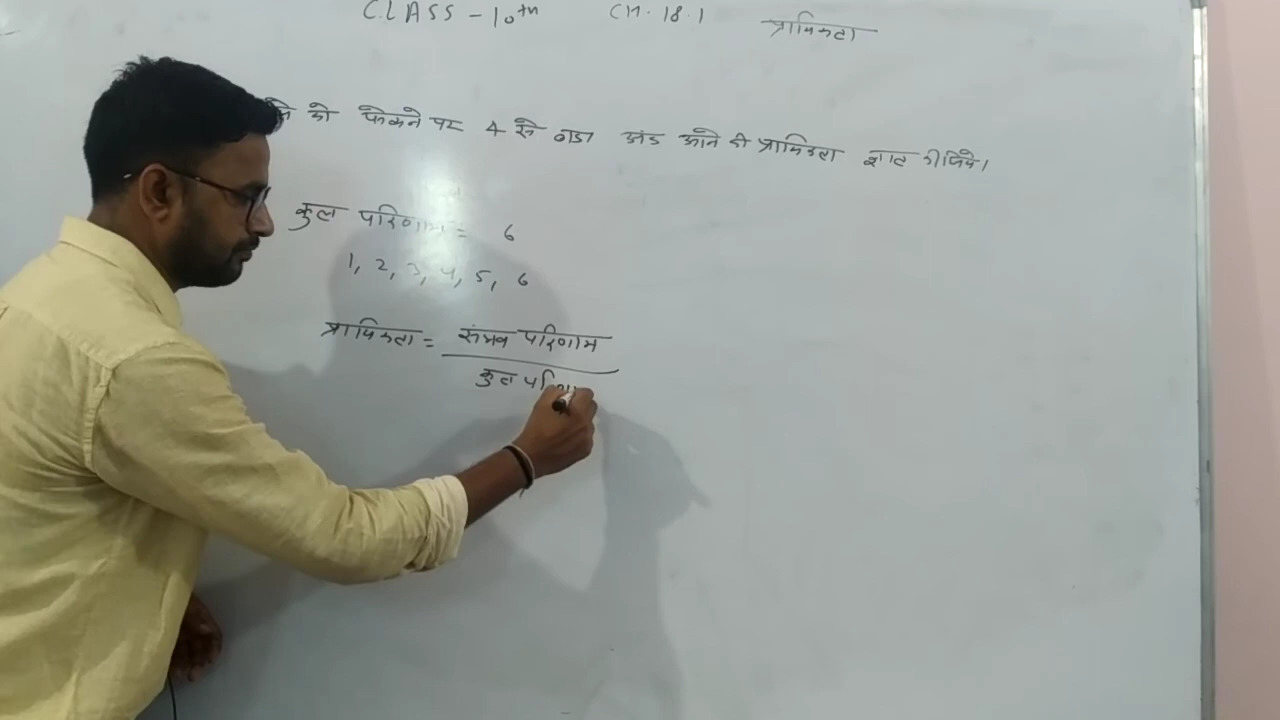 CLASS - 10th CH. 18.1 प्रायिकता
को फेकने पर 4 से बडा अंक आने की प्रायिकता ज्ञात कीजिये।
कुल परिणाम = 6
1, 2, 3, 4, 5, 6
प्रायिकता = संभव परिणाम
कुल परिणा